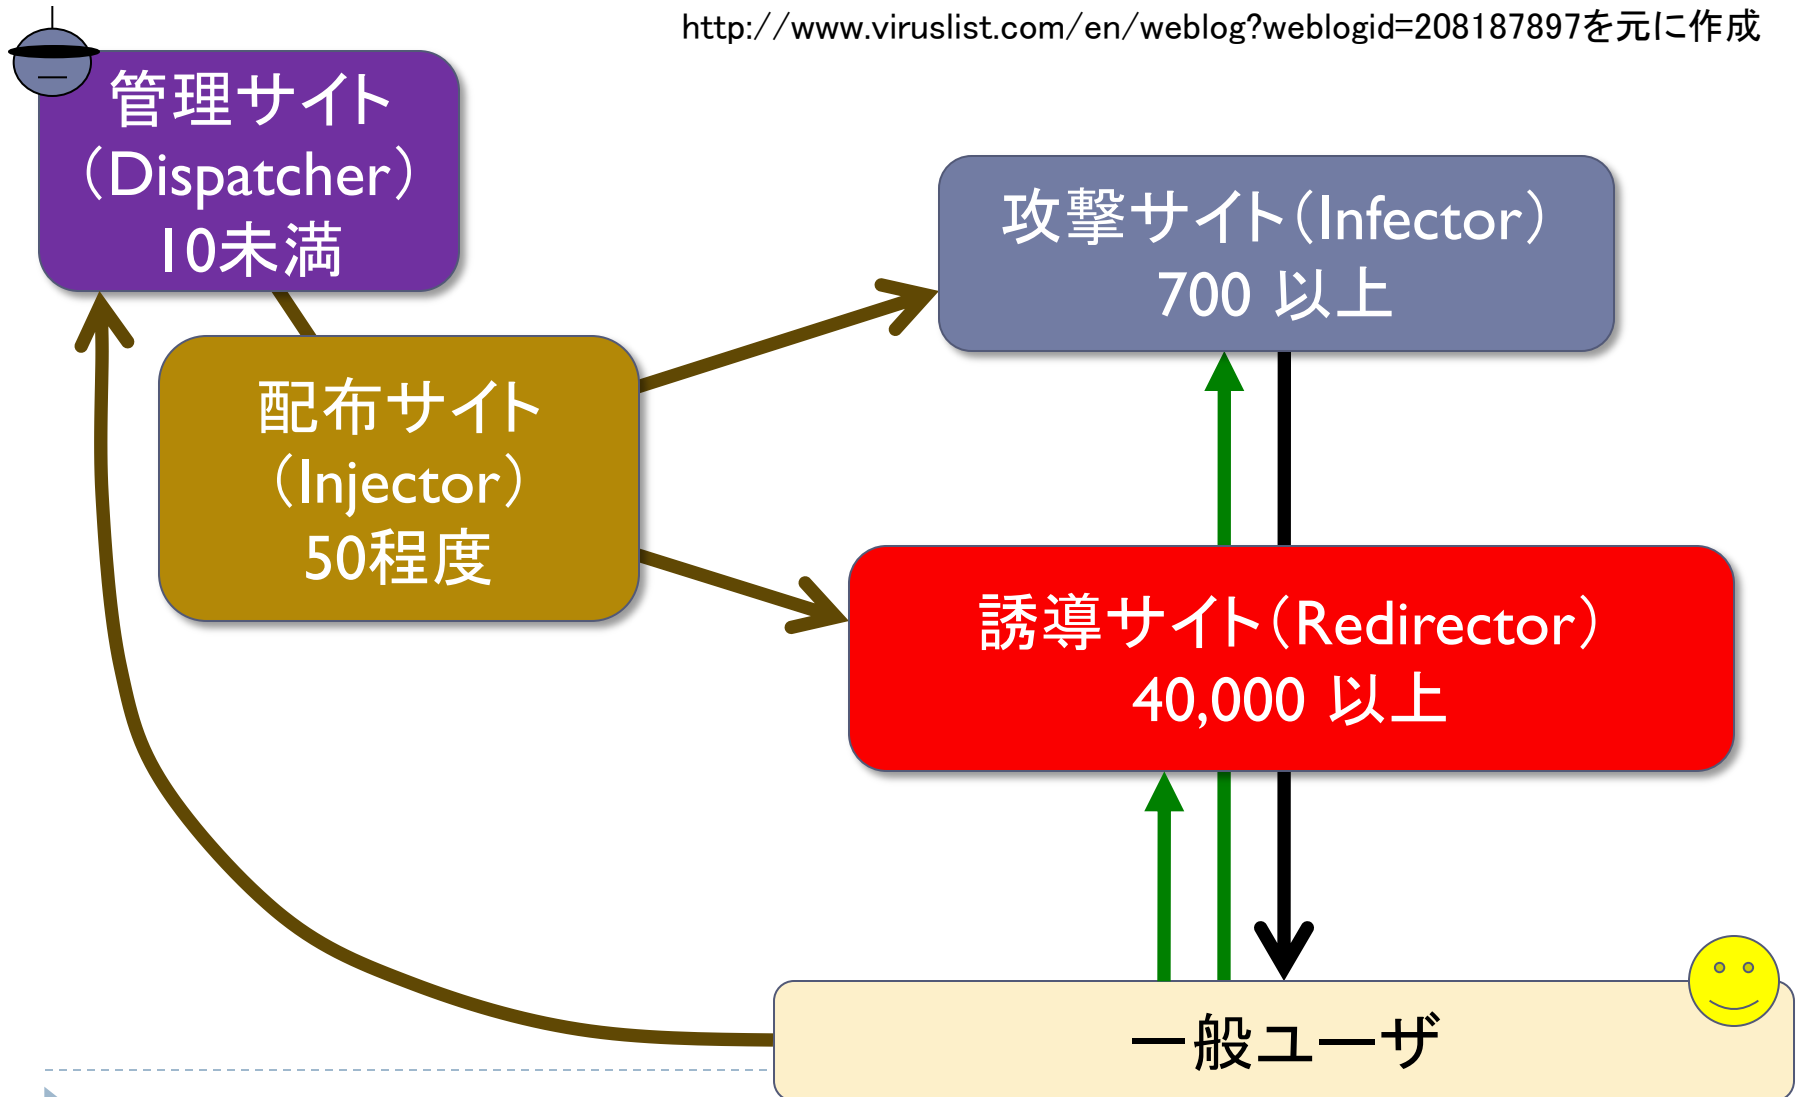 http://www.viruslist.com/en/weblog?weblogid=208187897を元に作成
管理サイト
（Dispatcher）
10未満
攻撃サイト（Infector）
700 以上
配布サイト
（Injector）
50程度
誘導サイト（Redirector）
40,000 以上
一般ユーザ